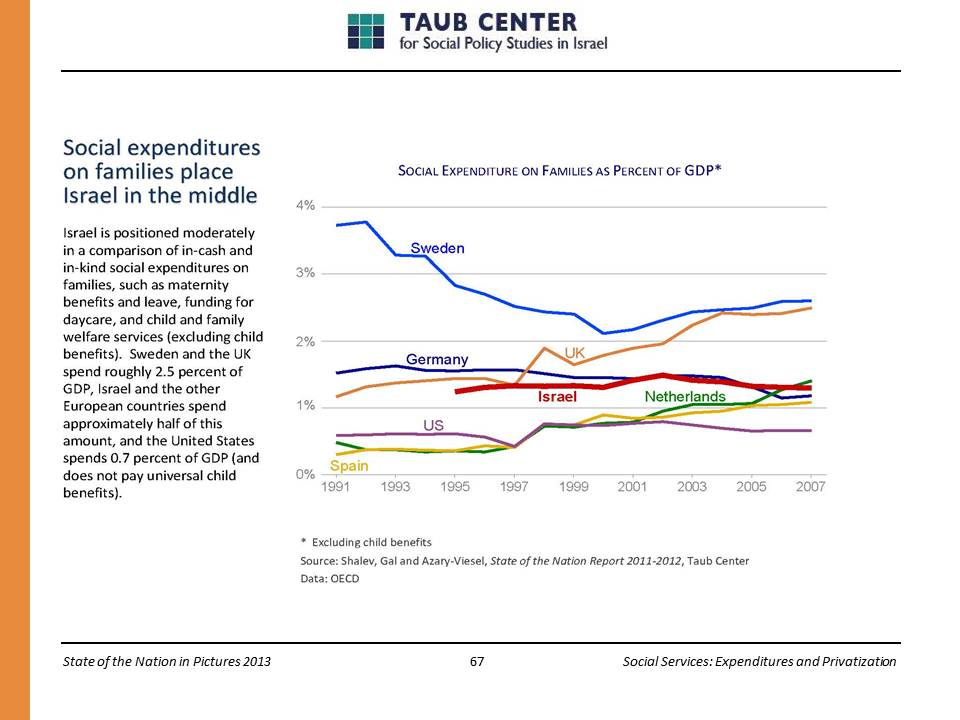 TAUB CENTER
for Social Policy Studies in Israel
Social expenditures
on families place
Israel in the middle
Israel is positioned moderately
in a comparison of in-cash and
in-kind social expenditures on
families, such as maternity
benefits and leave, funding for
daycare, and child and family
welfare services (excluding child
benefits). Sweden and the UK
spend roughly 2.5 percent of
GDP, Israel and the other
European countries spend
approximately half of this
amount, and the United States
spends 0.7 percent of GDP (and
does not pay universal child
benefits).
SOCIAL EXPENDITURE ON FAMILIES AS PERCENT OF GDP*
4%
3%
2%
1%
0%
Sweden
UK
Germany
Israel
Netherlands
US
Spain
1991 1993 1995 1997 1999 2001 2003 2005 2007
* Excluding child benefits
Source: Shalev, Gal and Azary-Viesel, State of the Nation Report 2011-2012, Taub Center
Data: OECD
State of the Nation in Pictures 2013 67 Social Services: Expenditures and Privatization